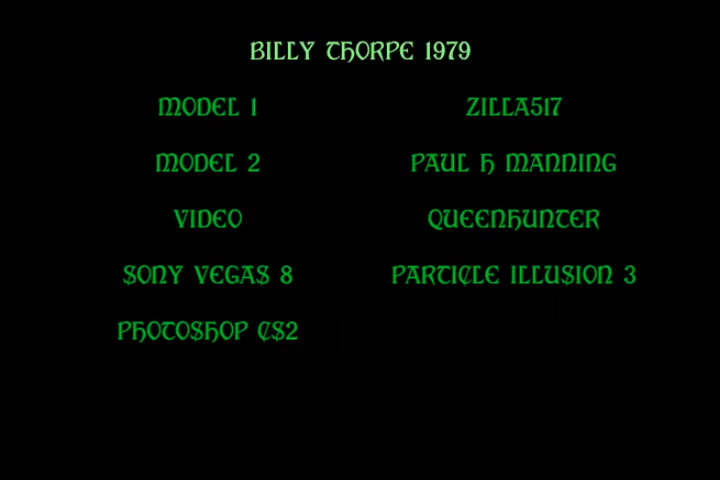 BILLY THORPE 1979
MODEL 1 ZILLA517
MODEL 2 PAUL H MANNING
VIDEO QUEENHUNTER
SONY VEGAS 8 PARTICLE ILLUSION 3
PHOTOSHOP CS2